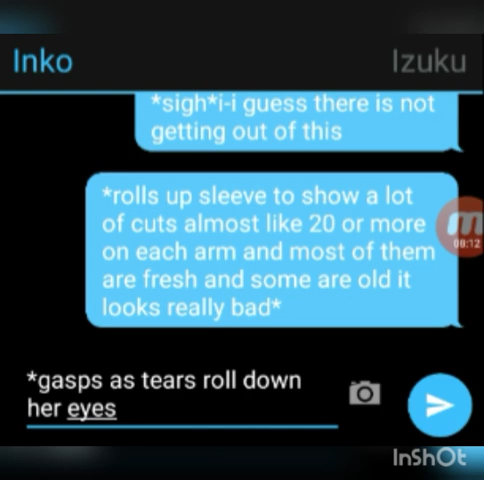 Inko Izuku
*sigh*i-i guess there is not
getting out of this
*rolls up sleeve to show a lot
of cuts almost like 20 or more
on each arm and most of them
are fresh and some are old it
looks really bad*
08:12
*gasps as tears roll down
her eyes
InShOt